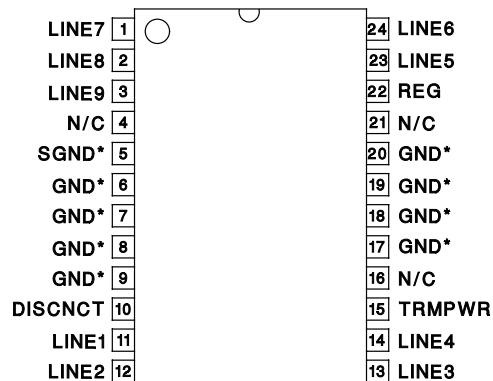 LINE7 1 24 LINE6
LINE8 2 23 LINE5
LINE9 3 22 REG
N/C 4 21 N/C
SGND* 5 20 GND*
GND* 6 19 GND*
GND* 7 18 GND*
GND* 8 17 GND*
GND* 9 16 N/C
DISCNCT 10 15 TRMPWR
LINE1 11 14 LINE4
LINE2 12 13 LINE3